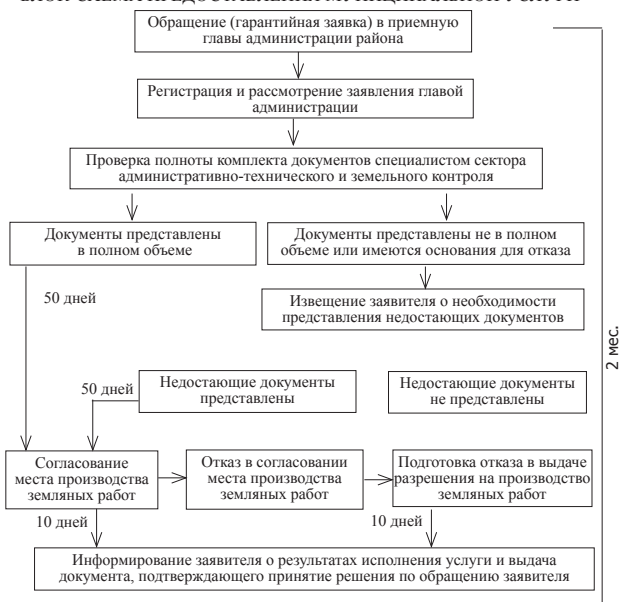 Обращение (гарантийная заявка) в приемную
главы администрации района
Регистрация и рассмотрение заявления главой
администрации
Проверка полноты комплекта документов специалистом сектора
административно-технического и земельного контроля
Документы представлены
в полном объеме
Документы представлены не в полном
объеме или имеются основания для отказа
50 дней
Извещение заявителя о необходимости
представления недостающих документов
2 мес.
50 дней
Недостающие документы
представлены
Недостающие документы
не представлены
Согласование
места производства
земляных работ
Отказ в согласовании
места производства
земляных работ
Подготовка отказа в выдаче
разрешения на производство
земляных работ
10 дней
10 дней
Информирование заявителя о результатах исполнения услуги и выдача
документа, подтверждающего принятие решения по обращению заявителя